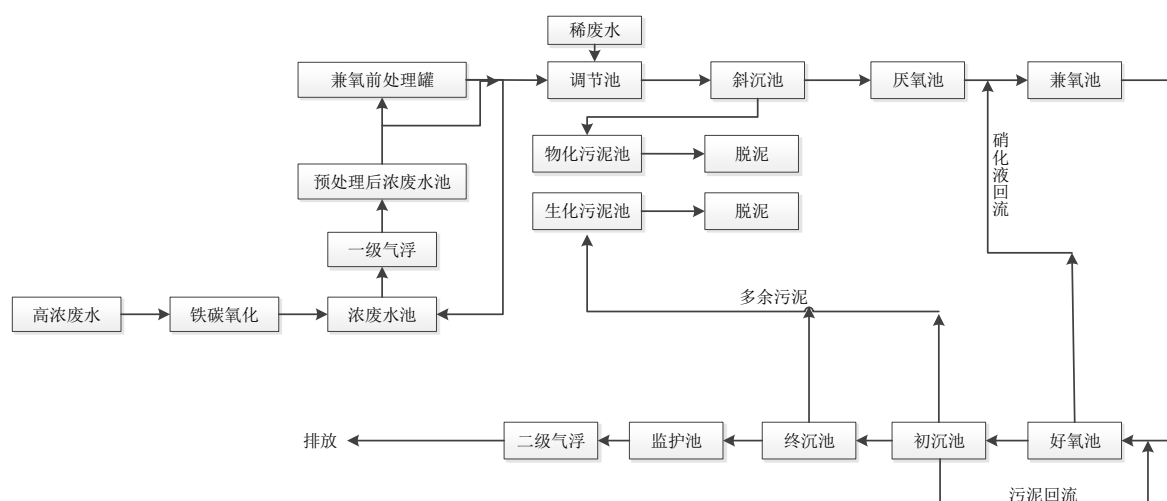 稀废水
兼氧前处理罐
调节池
斜沉池
厌氧池
兼氧池
物化污泥池
脱泥
硝化液回流
预处理后浓废水池
生化污泥池
脱泥
一级气浮
多余污泥
高浓废水
铁碳氧化
浓废水池
排放
二级气浮
监护池
终沉池
初沉池
好氧池
污泥回流